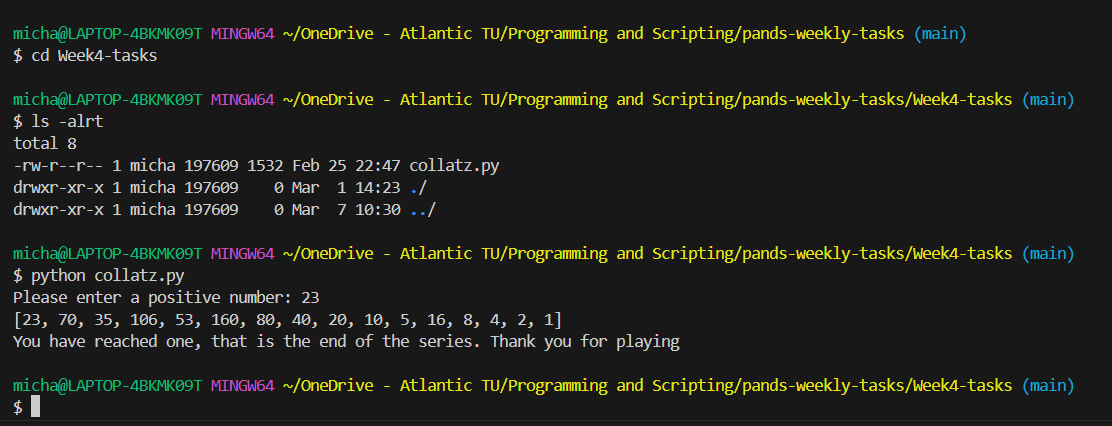 micha@LAPTOP-4BKMK09T MINGW64 ~/OneDrive - Atlantic TU/Programming and Scripting/pands-weekly-tasks (main)
$ cd Week4-tasks
micha@LAPTOP-4BKMK09T MINGW64 ~/OneDrive - Atlantic TU/Programming and Scripting/pands-weekly-tasks/Week4-tasks (main)
$ ls -alrt
total 8
-rw-r--r-- 1 micha 197609 1532 Feb 25 22:47 collatz.py
drwxr-xr-x 1 micha 197609    0 Mar  1 14:23 ./
drwxr-xr-x 1 micha 197609    0 Mar  7 10:30 ../
micha@LAPTOP-4BKMK09T MINGW64 ~/OneDrive - Atlantic TU/Programming and Scripting/pands-weekly-tasks/Week4-tasks (main)
$ python collatz.py
Please enter a positive number: 23
[23, 70, 35, 106, 53, 160, 80, 40, 20, 10, 5, 16, 8, 4, 2, 1]
You have reached one, that is the end of the series. Thank you for playing
micha@LAPTOP-4BKMK09T MINGW64 ~/OneDrive - Atlantic TU/Programming and Scripting/pands-weekly-tasks/Week4-tasks (main)
$